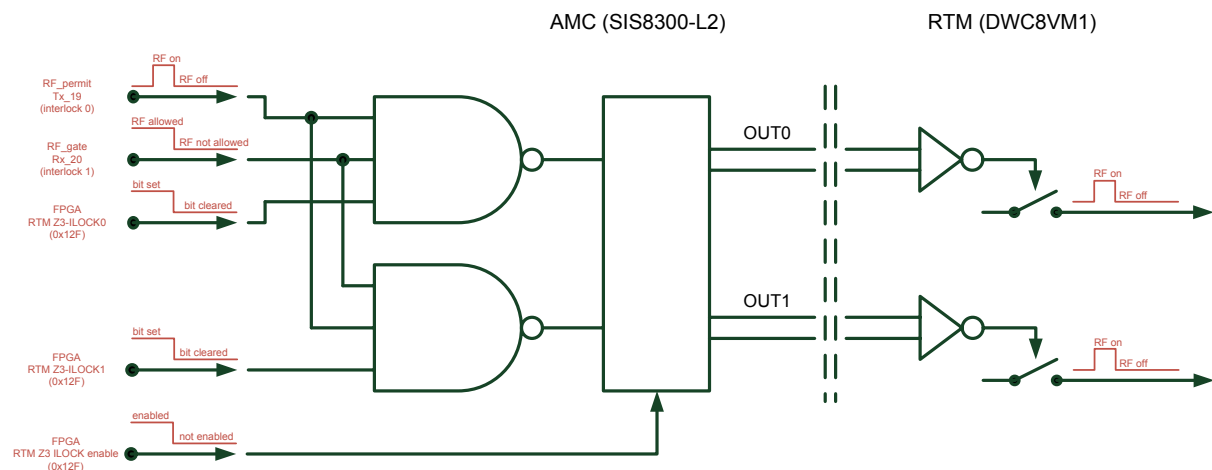 AMC (SIS8300-L2)
RTM (DWC8VM1)
RF on
RF off
RF_permit
Tx_19
(interlock 0)
RF allowed
RF not allowed
RF_gate
Rx_20
(interlock 1)
bit set
bit cleared
FPGA
RTM Z3-ILOCK0
(0x12F)
OUT0
RF on
RF off
bit set
bit cleared
FPGA
RTM Z3-ILOCK1
(0x12F)
OUT1
RF on
RF off
enabled
not enabled
FPGA
RTM Z3 ILOCK enable
(0x12F)